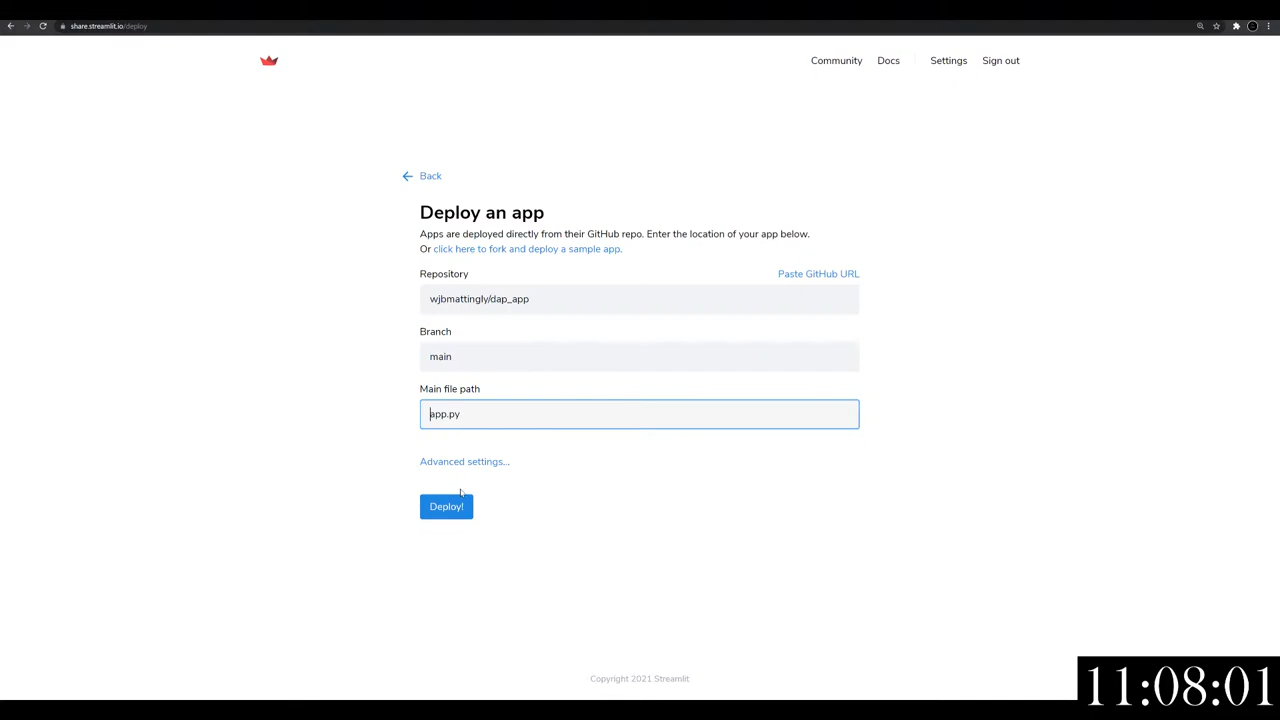 share.streamlit.io/deploy
Community Docs Settings Sign out
Back
Deploy an app
Apps are deployed directly from their GitHub repo. Enter the location of your app below.
Or click here to fork and deploy a sample app.
Repository Paste GitHub URL
wjbmattingly/dap_app
Branch
main
Main file path
app.py
Advanced settings...
Deploy!
Copyright 2021 Streamlit
11:08:01